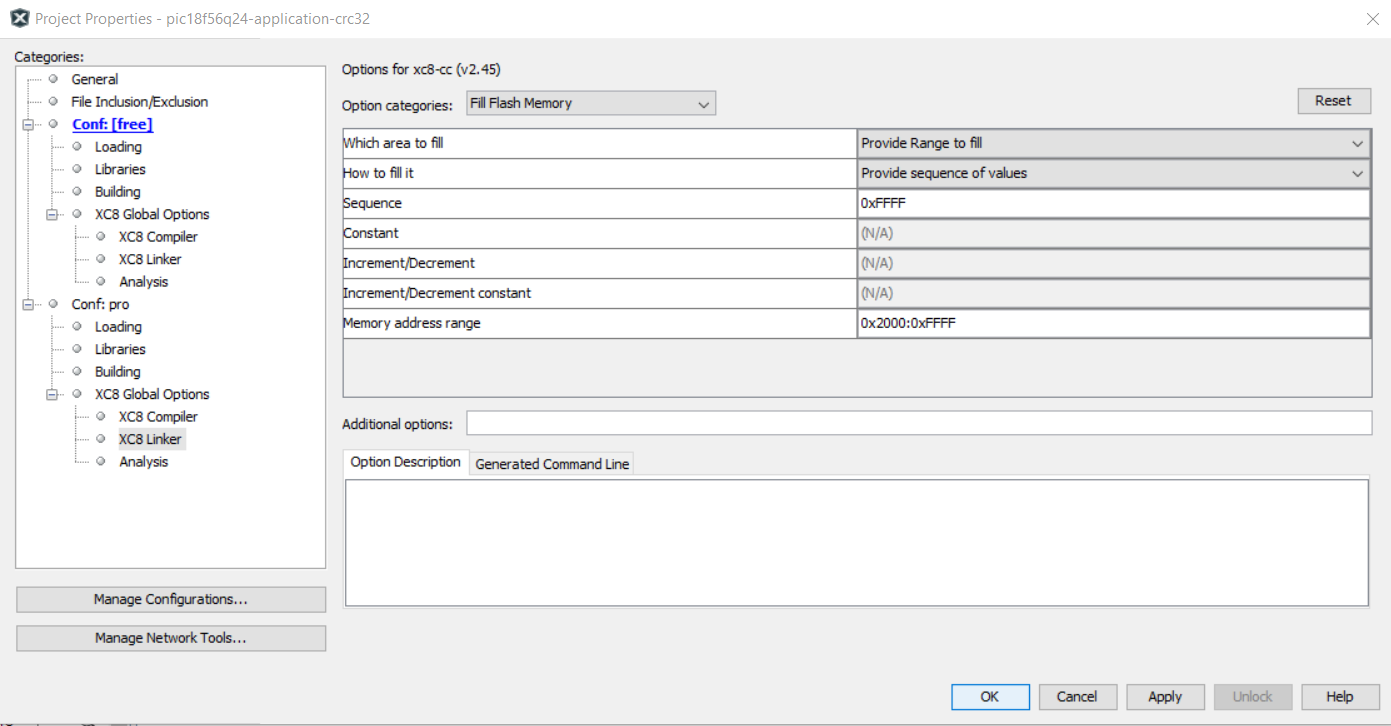 Project Properties - pic18f56q24-application-crc32
Categories:
General
File Inclusion/Exclusion
Conf: [free]
Loading
Libraries
Building
XC8 Global Options
XC8 Compiler
XC8 Linker
Analysis
Conf: pro
Loading
Libraries
Building
XC8 Global Options
XC8 Compiler
XC8 Linker
Analysis
Manage Configurations...
Manage Network Tools...
Options for xc8-cc (v2.45)
Option categories: Fill Flash Memory Reset
Which area to fill Provide Range to fill
How to fill it Provide sequence of values
Sequence 0xFFFF
Constant (N/A)
Increment/Decrement (N/A)
Increment/Decrement constant (N/A)
Memory address range 0x2000:0xFFFF
Additional options:
Option Description Generated Command Line
OK Cancel Apply Unlock Help